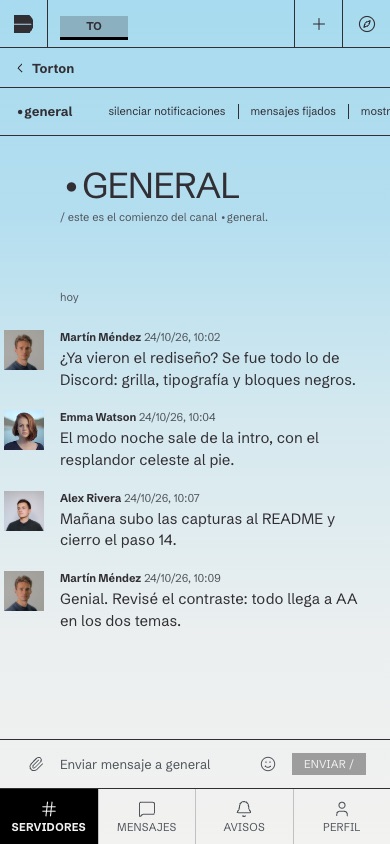 TO
Torton
•general
silenciar notificaciones
mensajes fijados
mostr
•GENERAL
/ este es el comienzo del canal •general.
hoy
Martín Méndez 24/10/26, 10:02
¿Ya vieron el rediseño? Se fue todo lo de
Discord: grilla, tipografía y bloques negros.
Emma Watson 24/10/26, 10:04
El modo noche sale de la intro, con el
resplandor celeste al pie.
Alex Rivera 24/10/26, 10:07
Mañana subo las capturas al README y
cierro el paso 14.
Martín Méndez 24/10/26, 10:09
Genial. Revisé el contraste: todo llega a AA
en los dos temas.
Enviar mensaje a general
ENVIAR /
SERVIDORES
MENSAJES
AVISOS
PERFIL